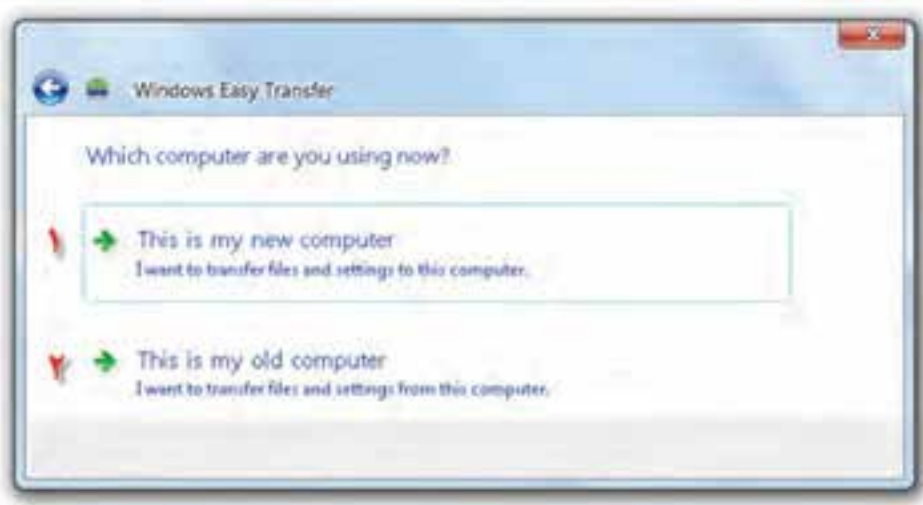 Windows Easy Transfer
Which computer are you using now?
۱ This is my new computer
I want to transfer files and settings to this computer.
۲ This is my old computer
I want to transfer files and settings from this computer.